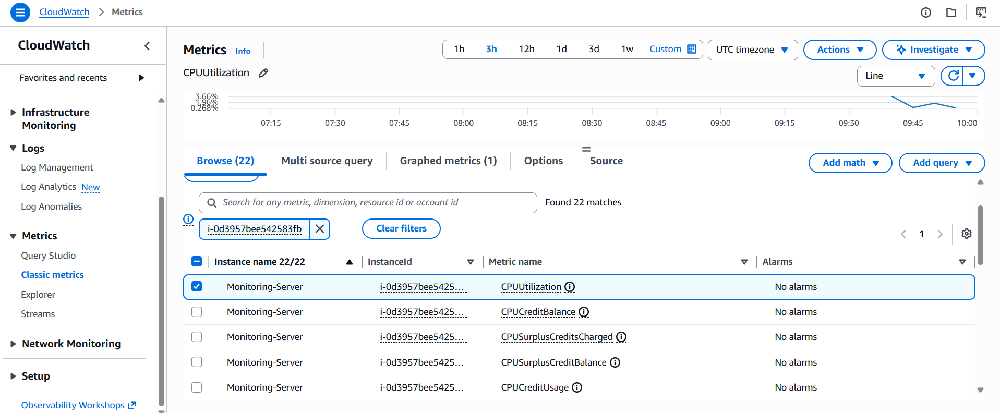 CloudWatch > Metrics
CloudWatch
Favorites and recents
Infrastructure
Monitoring
Logs
Log Management
Log Analytics New
Log Anomalies
Metrics
Query Studio
Classic metrics
Explorer
Streams
Network Monitoring
Setup
Observability Workshops
Metrics Info
1h 3h 12h 1d 3d 1w Custom UTC timezone Actions Investigate
CPUUtilization
Line
3.66%
1.96%
0.268%
07:15 07:30 07:45 08:00 08:15 08:30 08:45 09:00 09:15 09:30 09:45 10:00
Browse (22) Multi source query Graphed metrics (1) Options Source Add math Add query
Search for any metric, dimension, resource id or account id Found 22 matches
i-0d3957bee542583fb Clear filters
1
Instance name 22/22 InstanceId Metric name Alarms
Monitoring-Server i-0d3957bee5425... CPUUtilization No alarms
Monitoring-Server i-0d3957bee5425... CPUCreditBalance No alarms
Monitoring-Server i-0d3957bee5425... CPUSurplusCreditsCharged No alarms
Monitoring-Server i-0d3957bee5425... CPUSurplusCreditBalance No alarms
Monitoring-Server i-0d3957bee5425... CPUCreditUsage No alarms